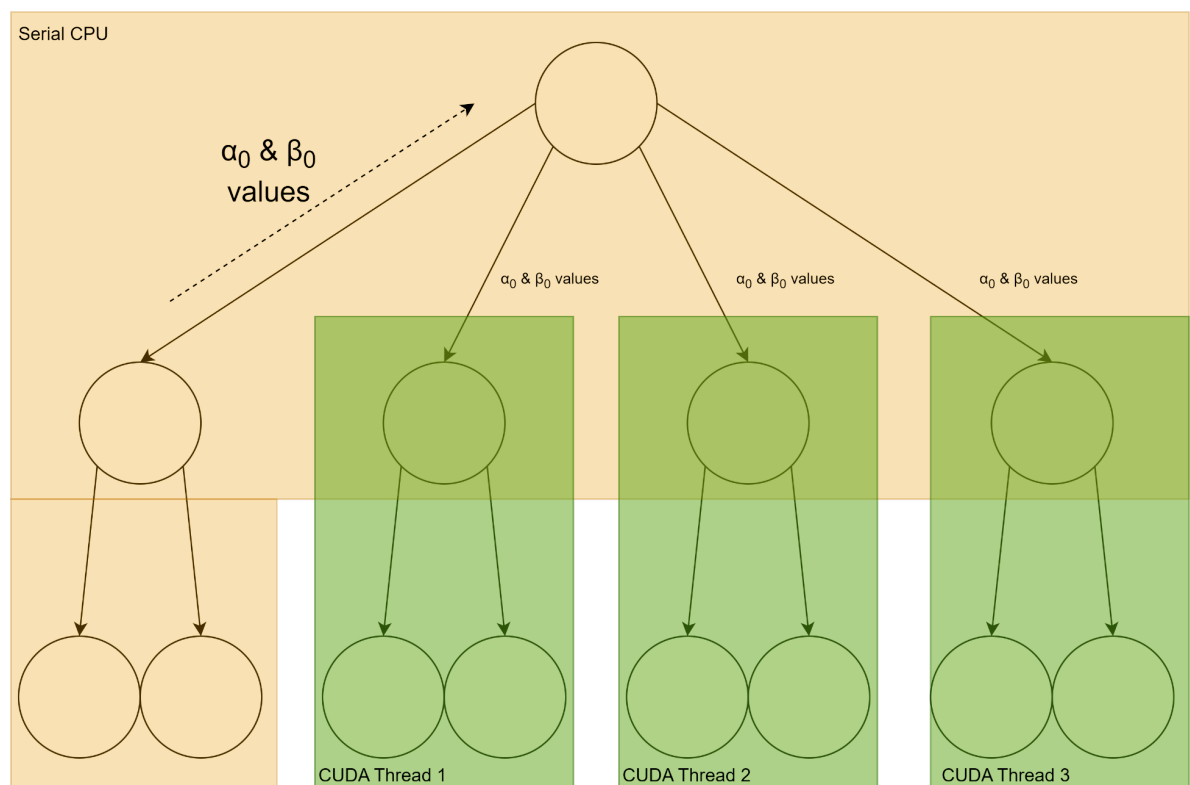 Serial CPU
α₀ & β₀
values
α₀ & β₀ values
α₀ & β₀ values
α₀ & β₀ values
CUDA Thread 1
CUDA Thread 2
CUDA Thread 3